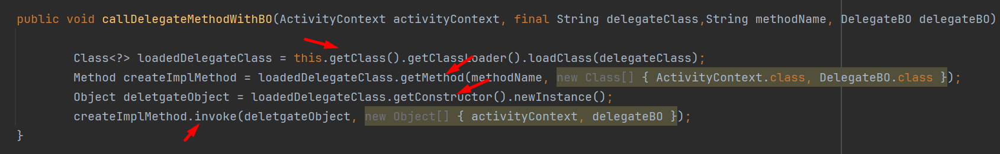 public void callDelegateMethodWithBO(ActivityContext activityContext, final String delegateClass,String methodName, DelegateBO delegateBO)
Class<?> loadedDelegateClass = this.getClass().getClassLoader().loadClass(delegateClass);
Method createImplMethod = loadedDelegateClass.getMethod(methodName, new Class[] { ActivityContext.class, DelegateBO.class });
Object deletgateObject = loadedDelegateClass.getConstructor().newInstance();
createImplMethod.invoke(deletgateObject, new Object[] { activityContext, delegateBO });
}